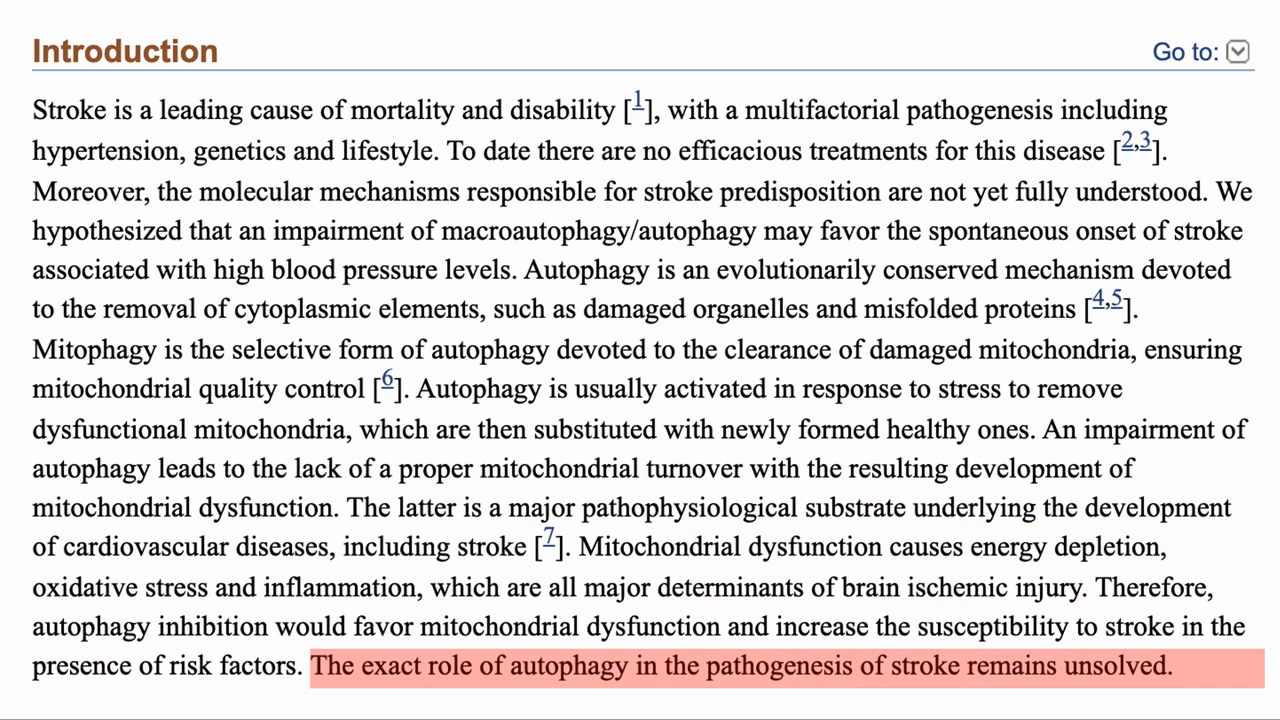 Introduction
Go to:
Stroke is a leading cause of mortality and disability [1], with a multifactorial pathogenesis including
hypertension, genetics and lifestyle. To date there are no efficacious treatments for this disease [2,3].
Moreover, the molecular mechanisms responsible for stroke predisposition are not yet fully understood. We
hypothesized that an impairment of macroautophagy/autophagy may favor the spontaneous onset of stroke
associated with high blood pressure levels. Autophagy is an evolutionarily conserved mechanism devoted
to the removal of cytoplasmic elements, such as damaged organelles and misfolded proteins [4,5].
Mitophagy is the selective form of autophagy devoted to the clearance of damaged mitochondria, ensuring
mitochondrial quality control [6]. Autophagy is usually activated in response to stress to remove
dysfunctional mitochondria, which are then substituted with newly formed healthy ones. An impairment of
autophagy leads to the lack of a proper mitochondrial turnover with the resulting development of
mitochondrial dysfunction. The latter is a major pathophysiological substrate underlying the development
of cardiovascular diseases, including stroke [7]. Mitochondrial dysfunction causes energy depletion,
oxidative stress and inflammation, which are all major determinants of brain ischemic injury. Therefore,
autophagy inhibition would favor mitochondrial dysfunction and increase the susceptibility to stroke in the
presence of risk factors. The exact role of autophagy in the pathogenesis of stroke remains unsolved.